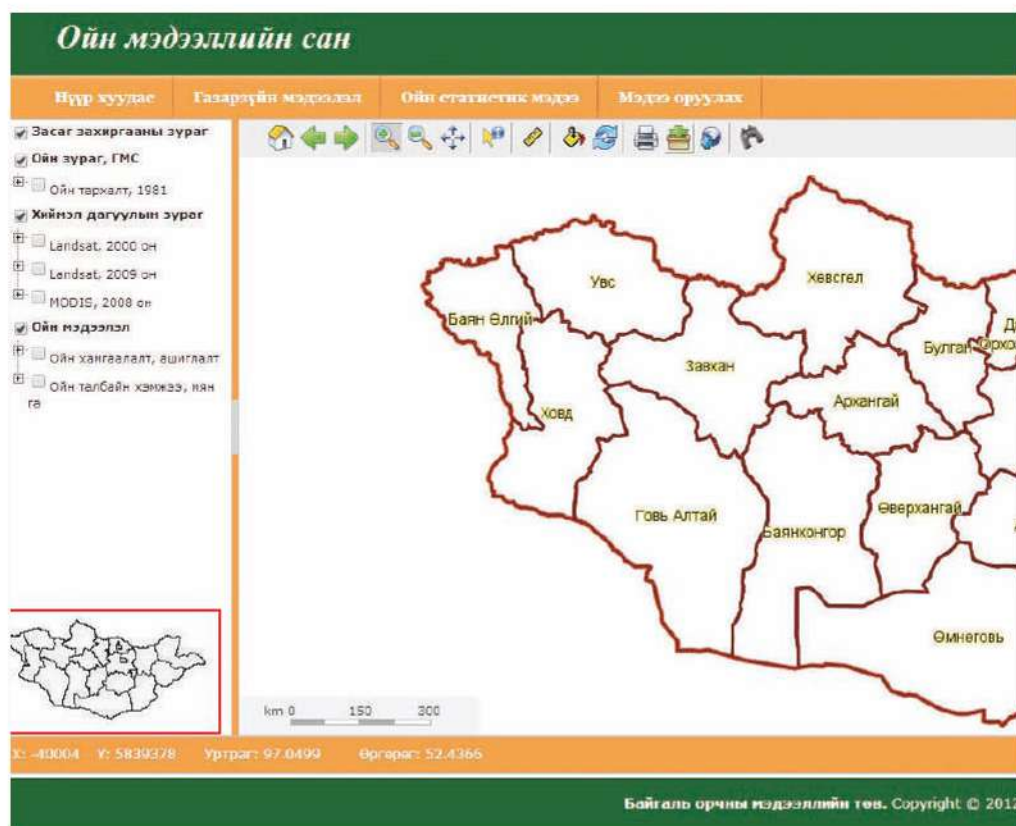 Ойн мэдээллийн сан
Нүүр хуудас Газарзүйн мэдээлэл Ойн статистик мэдээ Мэдээ оруулах
Засаг захиргааны зураг
Ойн зураг, ГМС
Ойн тархалт, 1981
Хиймэл дагуулын зураг
Landsat, 2000 он
Landsat, 2009 он
MODIS, 2008 он
Ойн мэдээлэл
Ойн хангаалалт, ашиглалт
Ойн талбайн хэмжээ, мян
га
Увс
Хөвсгөл
Баян Өлгий
Булган
Завхан
Архангай
Ховд
Говь Алтай
Өверхангай
Баянхонгор
Өмнөговь
km 0 150 300
X: -40004 Y: 5839378 Уртраг: 97.0499 Өргөрөг: 52.4366
Байгаль орчны мэдээллийн төв. Copyright © 2012